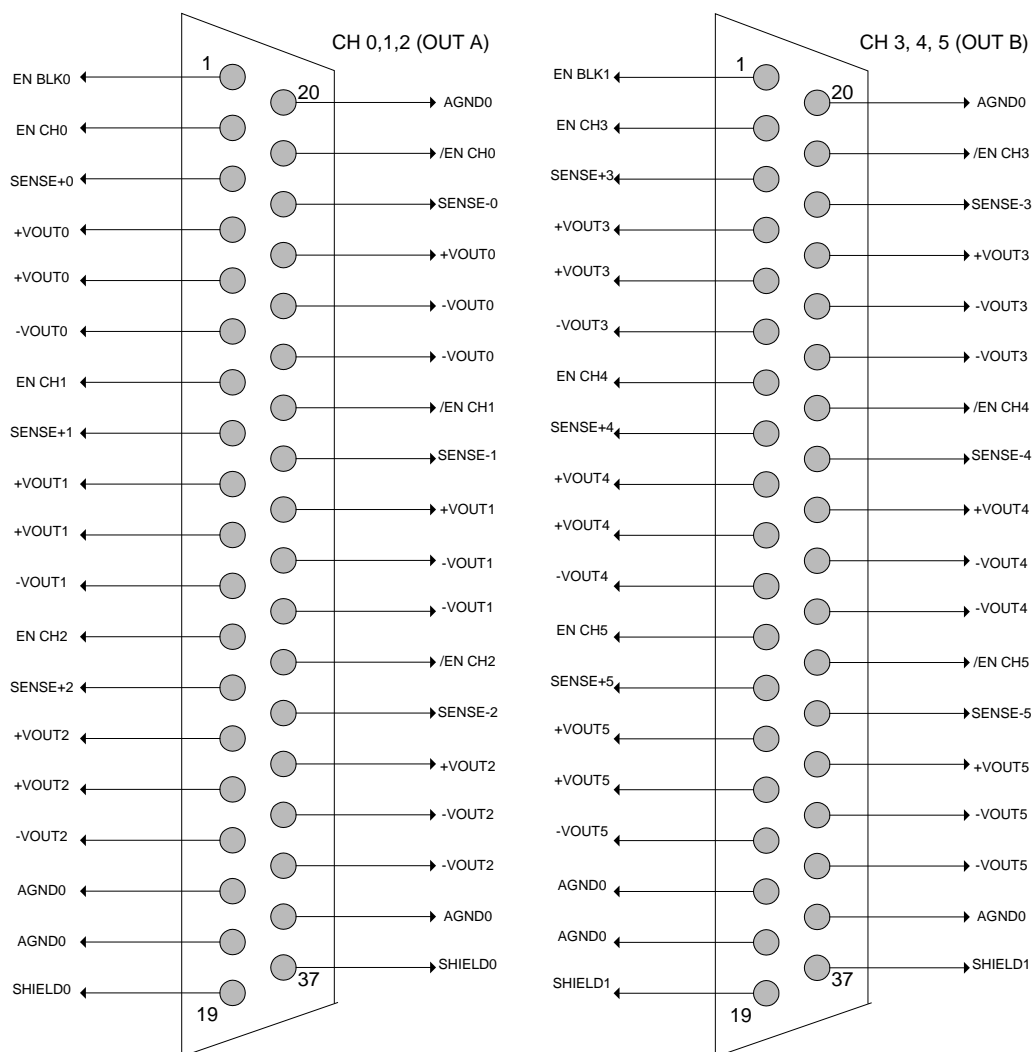 CH 0,1,2 (OUT A)
1
EN BLK0
20
AGND0
EN CH0
/EN CH0
SENSE+0
SENSE-0
+VOUT0
+VOUT0
+VOUT0
-VOUT0
-VOUT0
-VOUT0
EN CH1
/EN CH1
SENSE+1
SENSE-1
+VOUT1
+VOUT1
+VOUT1
-VOUT1
-VOUT1
-VOUT1
EN CH2
/EN CH2
SENSE+2
SENSE-2
+VOUT2
+VOUT2
+VOUT2
-VOUT2
-VOUT2
-VOUT2
AGND0
AGND0
AGND0
SHIELD0
37
SHIELD0
19
CH 3, 4, 5 (OUT B)
1
EN BLK1
20
AGND0
EN CH3
/EN CH3
SENSE+3
SENSE-3
+VOUT3
+VOUT3
+VOUT3
-VOUT3
-VOUT3
-VOUT3
EN CH4
/EN CH4
SENSE+4
SENSE-4
+VOUT4
+VOUT4
+VOUT4
-VOUT4
-VOUT4
-VOUT4
EN CH5
/EN CH5
SENSE+5
SENSE-5
+VOUT5
+VOUT5
+VOUT5
-VOUT5
-VOUT5
-VOUT5
AGND0
AGND0
AGND0
SHIELD1
37
SHIELD1
19